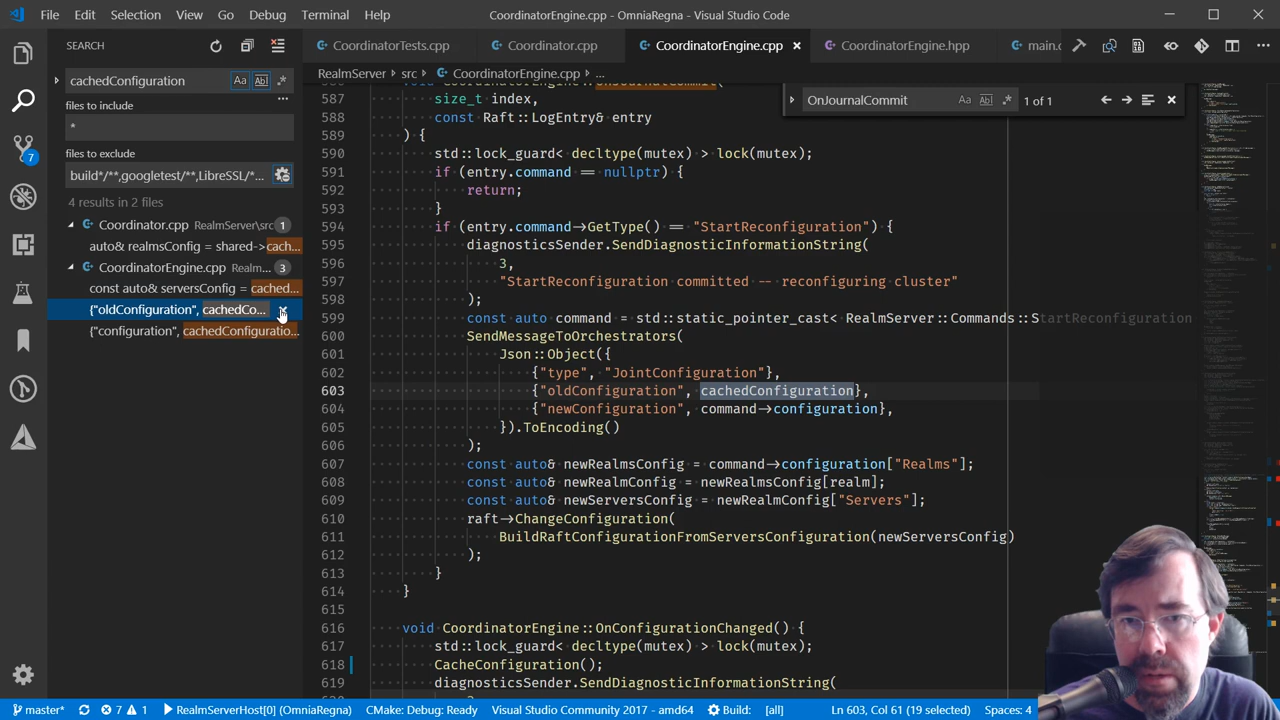 File Edit Selection View Go Debug Terminal Help CoordinatorEngine.cpp - OmniaRegna - Visual Studio Code
SEARCH
CoordinatorTests.cpp Coordinator.cpp CoordinatorEngine.cpp × CoordinatorEngine.hpp main.c
cachedConfiguration Aa Abl .*
RealmServer > src > CoordinatorEngine.cpp > ...
files to include
*
files to exclude
build*/**,googletest/**,LibreSSL/*...
4 results in 2 files
Coordinator.cpp RealmServer\src 1
auto& realmsConfig = shared->cach...
CoordinatorEngine.cpp Realm... 3
const auto& serversConfig = cached...
{"oldConfiguration", cachedCo...
{"configuration", cachedConfiguratio...
OnJournalCommit Aa Abl .* 1 of 1
void CoordinatorEngine::OnJournalCommit(
587 size_t index,
588 const Raft::LogEntry& entry
589 ) {
590 std::lock_guard< decltype(mutex) > lock(mutex);
591 if (entry.command == nullptr) {
592 return;
593 }
594 if (entry.command->GetType() == "StartReconfiguration") {
595 diagnosticsSender.SendDiagnosticInformationString(
596 3,
597 "StartReconfiguration committed -- reconfiguring cluster"
598 );
599 const auto command = std::static_pointer_cast< RealmServer::Commands::StartReconfiguration
600 SendMessageToOrchestrators(
601 Json::Object({
602 {"type", "JointConfiguration"},
603 {"oldConfiguration", cachedConfiguration},
604 {"newConfiguration", command->configuration},
605 }).ToEncoding()
606 );
607 const auto& newRealmsConfig = command->configuration["Realms"];
608 const auto& newRealmConfig = newRealmsConfig[realm];
609 const auto& newServersConfig = newRealmConfig["Servers"];
610 raft->ChangeConfiguration(
611 BuildRaftConfigurationFromServersConfiguration(newServersConfig)
612 );
613 }
614 }
615
616 void CoordinatorEngine::OnConfigurationChanged() {
617 std::lock_guard< decltype(mutex) > lock(mutex);
618 CacheConfiguration();
619 diagnosticsSender.SendDiagnosticInformationString(
7
master* 7 1 RealmServerHost[0] (OmniaRegna) CMake: Debug: Ready Visual Studio Community 2017 - amd64 Build: [all] Ln 603, Col 61 (19 selected) Spaces: 4